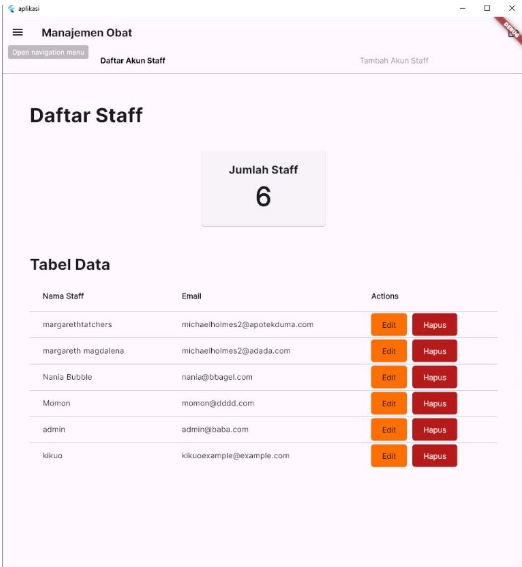 aplikasi
Manajemen Obat
DEBUG
Open navigation menu
Daftar Akun Staff Tambah Akun Staff
Daftar Staff
Jumlah Staff
6
Tabel Data
Nama Staff Email Actions
margarethtatchers michaelholmes2@apotekduma.com Edit Hapus
margareth magdalena michaelholmes2@adada.com Edit Hapus
Nania Bubble nania@bbagel.com Edit Hapus
Momon momon@dddd.com Edit Hapus
admin admin@baba.com Edit Hapus
kikuo kikuoexample@example.com Edit Hapus